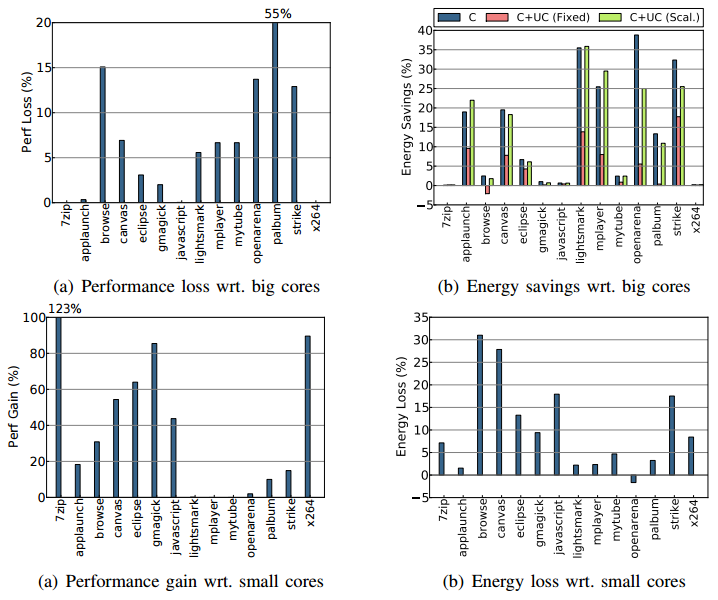 55%
20
15
10
5
0
Perf Loss (%)
7zip
applaunch
browse
canvas
eclipse
gmagick
javascript
lightsmark
mplayer
mytube
openarena
palbum
strike
x264
(a) Performance loss wrt. big cores
C C+UC (Fixed) C+UC (Scal.)
40
35
30
25
20
15
10
5
0
−5
Energy Savings (%)
7zip
applaunch
browse
canvas
eclipse
gmagick
javascript
lightsmark
mplayer
mytube
openarena
palbum
strike
x264
(b) Energy savings wrt. big cores
123%
100
80
60
40
20
0
Perf Gain (%)
7zip
applaunch
browse
canvas
eclipse
gmagick
javascript
lightsmark
mplayer
mytube
openarena
palbum
strike
x264
(a) Performance gain wrt. small cores
35
30
25
20
15
10
5
0
−5
Energy Loss (%)
7zip
applaunch
browse
canvas
eclipse
gmagick
javascript
lightsmark
mplayer
mytube
openarena
palbum
strike
x264
(b) Energy loss wrt. small cores